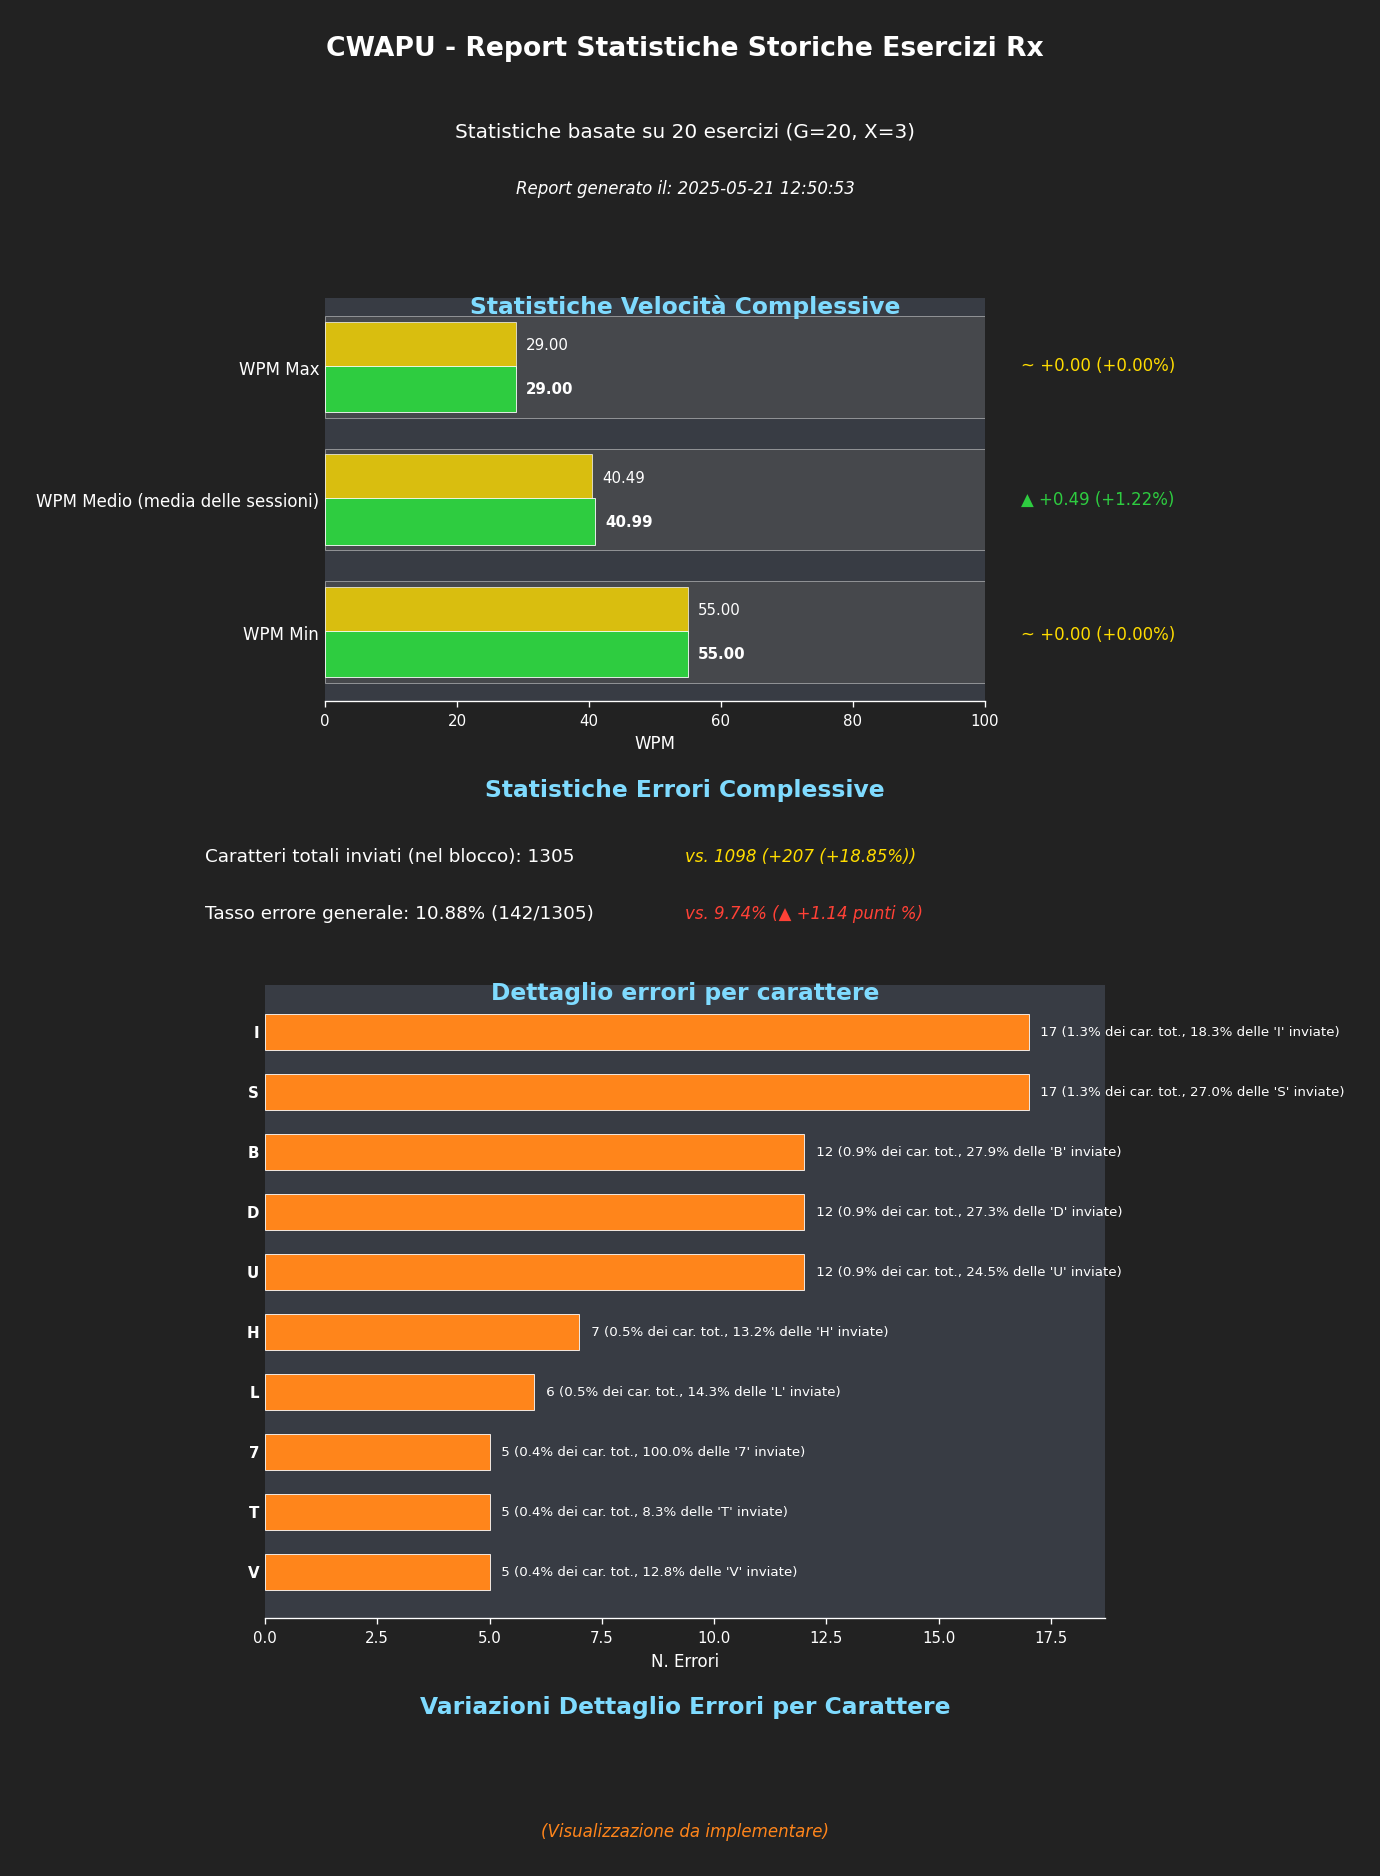 CWAPU - Report Statistiche Storiche Esercizi Rx
Statistiche basate su 20 esercizi (G=20, X=3)
Report generato il: 2025-05-21 12:50:53
Statistiche Velocità Complessive
WPM Max
29.00
29.00
~ +0.00 (+0.00%)
WPM Medio (media delle sessioni)
40.49
40.99
▲ +0.49 (+1.22%)
WPM Min
55.00
55.00
~ +0.00 (+0.00%)
0 20 40 60 80 100
WPM
Statistiche Errori Complessive
Caratteri totali inviati (nel blocco): 1305 vs. 1098 (+207 (+18.85%))
Tasso errore generale: 10.88% (142/1305) vs. 9.74% (▲ +1.14 punti %)
Dettaglio errori per carattere
I 17 (1.3% dei car. tot., 18.3% delle 'I' inviate)
S 17 (1.3% dei car. tot., 27.0% delle 'S' inviate)
B 12 (0.9% dei car. tot., 27.9% delle 'B' inviate)
D 12 (0.9% dei car. tot., 27.3% delle 'D' inviate)
U 12 (0.9% dei car. tot., 24.5% delle 'U' inviate)
H 7 (0.5% dei car. tot., 13.2% delle 'H' inviate)
L 6 (0.5% dei car. tot., 14.3% delle 'L' inviate)
7 5 (0.4% dei car. tot., 100.0% delle '7' inviate)
T 5 (0.4% dei car. tot., 8.3% delle 'T' inviate)
V 5 (0.4% dei car. tot., 12.8% delle 'V' inviate)
0.0 2.5 5.0 7.5 10.0 12.5 15.0 17.5
N. Errori
Variazioni Dettaglio Errori per Carattere
(Visualizzazione da implementare)